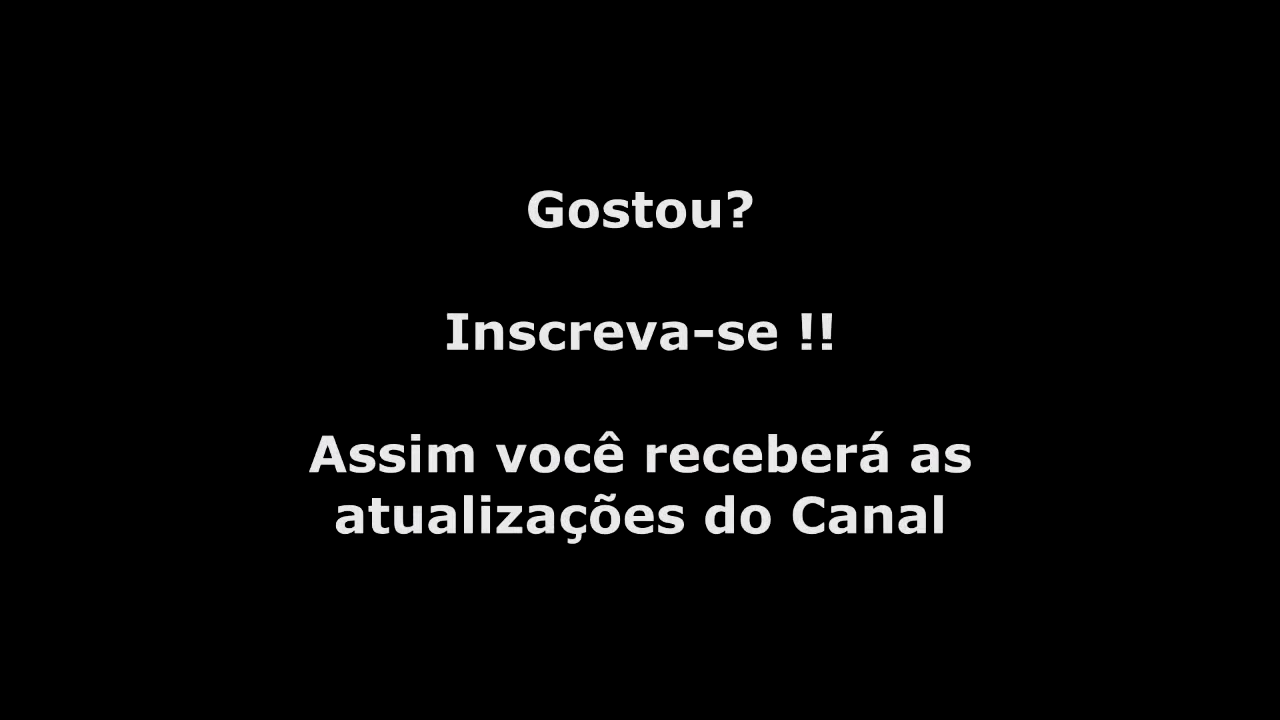 Gostou?
Inscreva-se !!
Assim você receberá as
atualizações do Canal